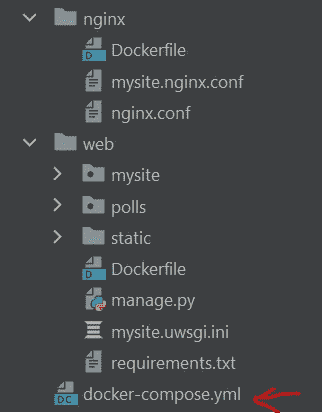 nginx
Dockerfile
mysite.nginx.conf
nginx.conf
web
mysite
polls
static
Dockerfile
manage.py
mysite.uwsgi.ini
requirements.txt
docker-compose.yml